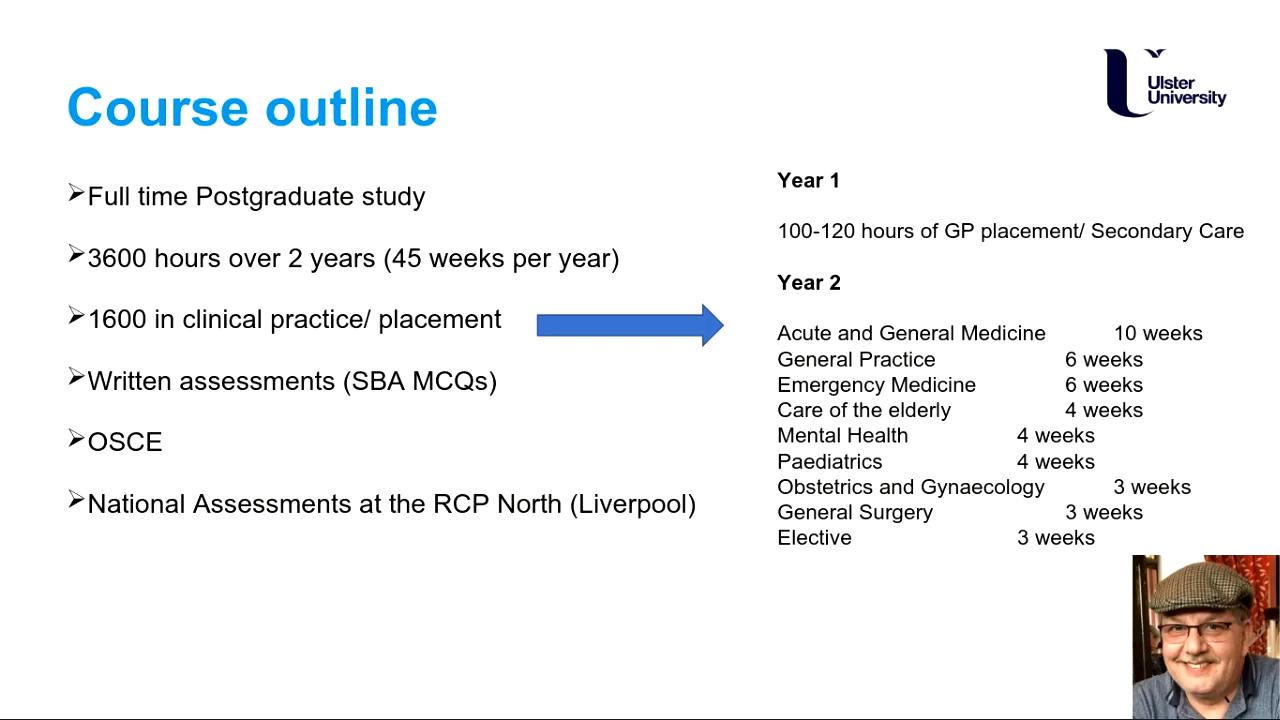 Course outline
Ulster
University
Full time Postgraduate study
3600 hours over 2 years (45 weeks per year)
1600 in clinical practice/ placement
Written assessments (SBA MCQs)
OSCE
National Assessments at the RCP North (Liverpool)
Year 1
100-120 hours of GP placement/ Secondary Care
Year 2
Acute and General Medicine 10 weeks
General Practice 6 weeks
Emergency Medicine 6 weeks
Care of the elderly 4 weeks
Mental Health 4 weeks
Paediatrics 4 weeks
Obstetrics and Gynaecology 3 weeks
General Surgery 3 weeks
Elective 3 weeks